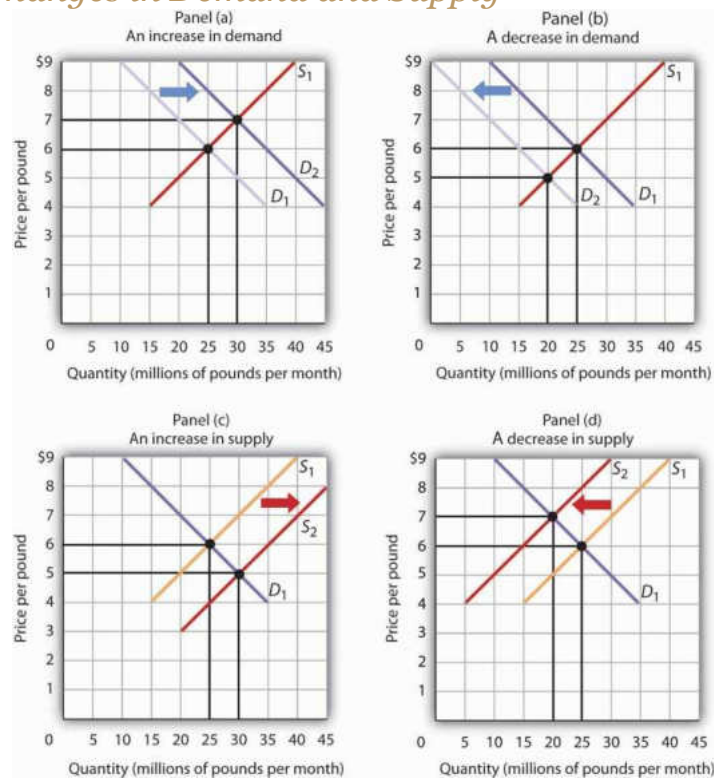 Changes in Demand and Supply
Panel (a)
An increase in demand
$9
8
7
6
5
4
3
2
1
0 5 10 15 20 25 30 35 40 45
S1
D2
D1
Price per pound
Quantity (millions of pounds per month)
Panel (b)
A decrease in demand
$9
8
7
6
5
4
3
2
1
0 5 10 15 20 25 30 35 40 45
S1
D2
D1
Price per pound
Quantity (millions of pounds per month)
Panel (c)
An increase in supply
$9
8
7
6
5
4
3
2
1
0 5 10 15 20 25 30 35 40 45
S1
S2
D1
Price per pound
Quantity (millions of pounds per month)
Panel (d)
A decrease in supply
$9
8
7
6
5
4
3
2
1
0 5 10 15 20 25 30 35 40 45
S2
S1
D1
Price per pound
Quantity (millions of pounds per month)